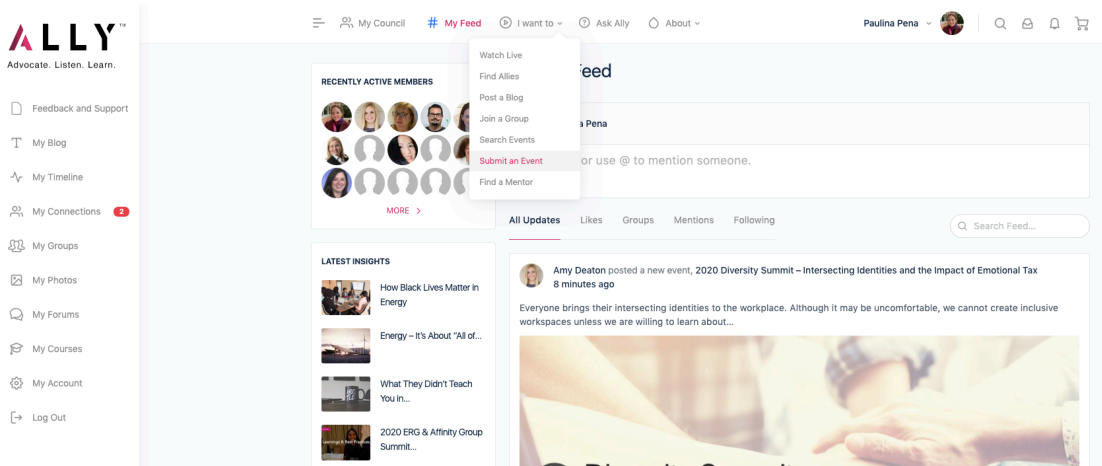 ALLY™
Advocate. Listen. Learn.
Feedback and Support
My Blog
My Timeline
My Connections 2
My Groups
My Photos
My Forums
My Courses
My Account
Log Out
My Council # My Feed I want to Ask Ally About
Paulina Pena
Watch Live
Find Allies
Post a Blog
Join a Group
Search Events
Submit an Event
Find a Mentor
RECENTLY ACTIVE MEMBERS
MORE >
LATEST INSIGHTS
How Black Lives Matter in
Energy
Energy – It's About "All of...
What They Didn't Teach
You in...
2020 ERG & Affinity Group
Summit...
Feed
a Pena
or use @ to mention someone.
All Updates Likes Groups Mentions Following
Search Feed...
Amy Deaton posted a new event, 2020 Diversity Summit – Intersecting Identities and the Impact of Emotional Tax
8 minutes ago
Everyone brings their intersecting identities to the workplace. Although it may be uncomfortable, we cannot create inclusive
workspaces unless we are willing to learn about...